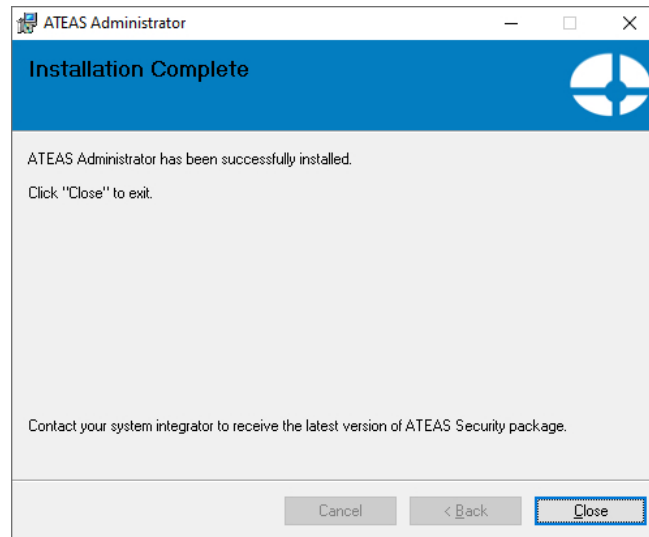 ATEAS Administrator
Installation Complete
ATEAS Administrator has been successfully installed.
Click "Close" to exit.
Contact your system integrator to receive the latest version of ATEAS Security package.
Cancel
< Back
Close